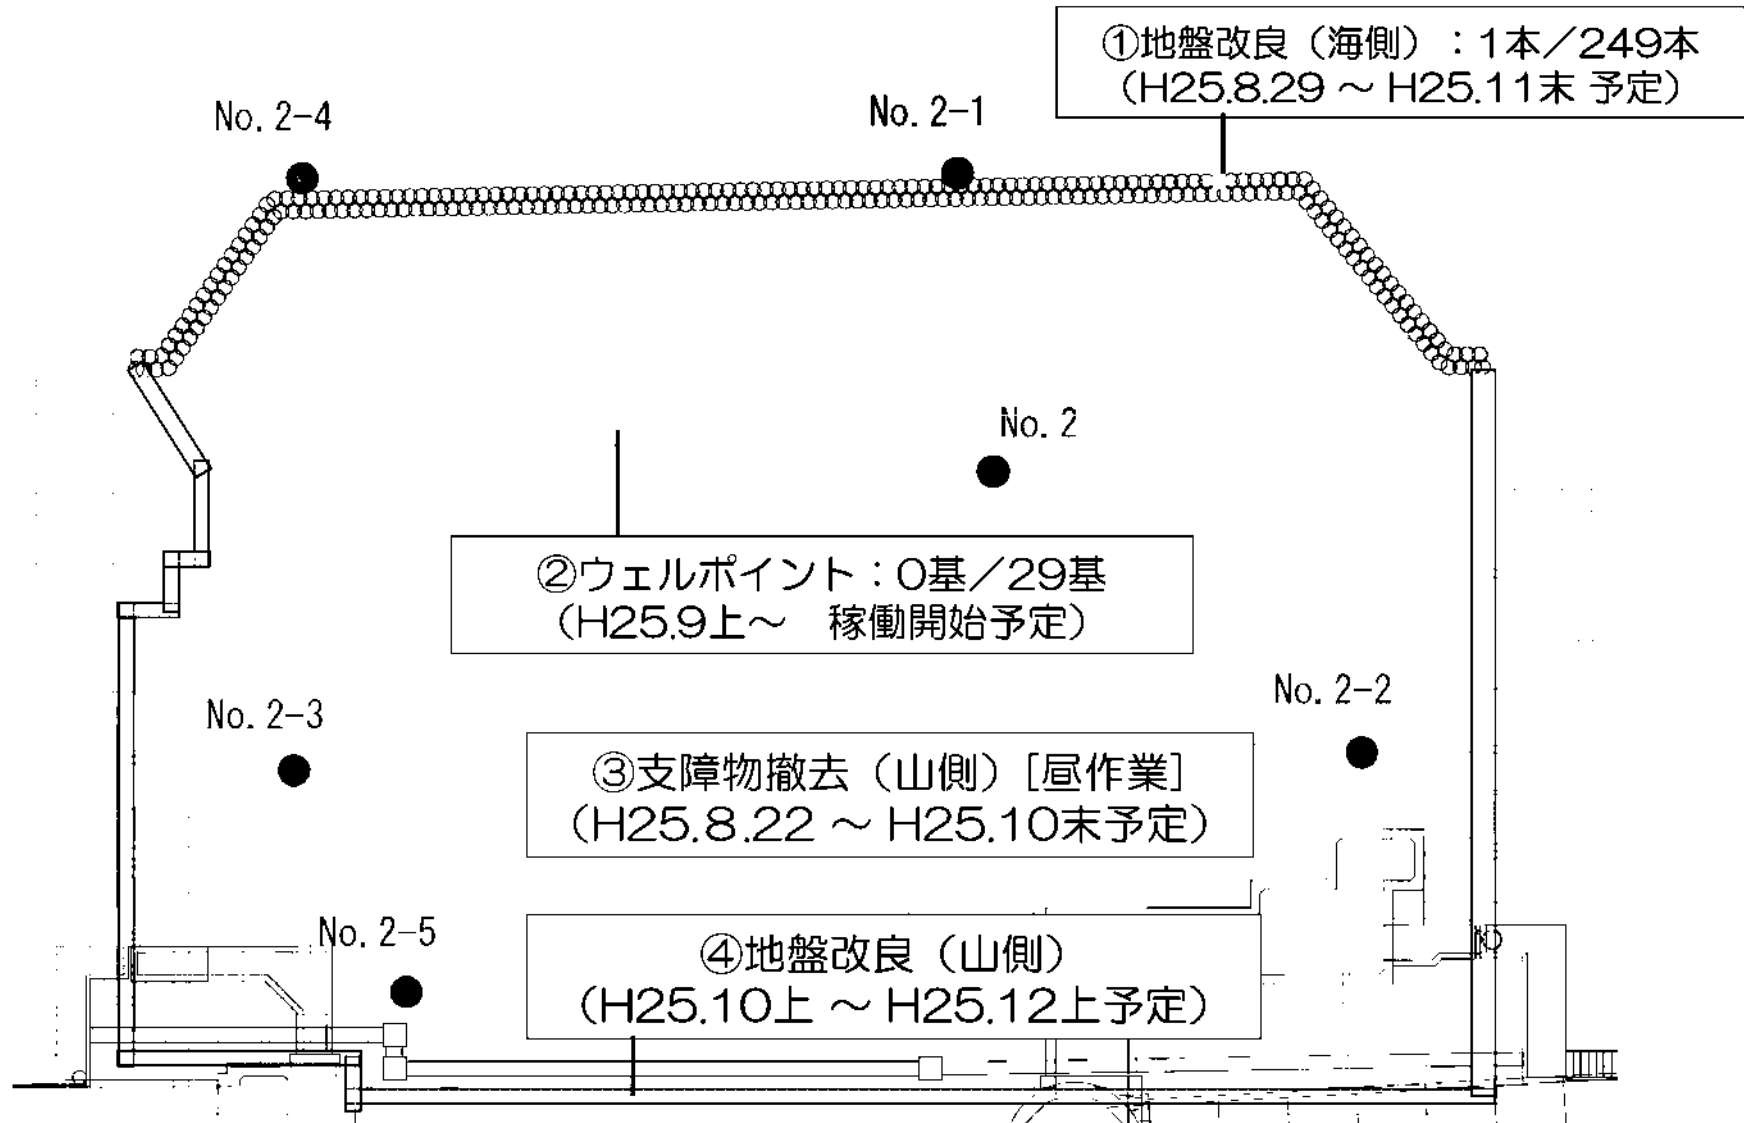 ①地盤改良（海側）：1本／249本
（H25.8.29 ～ H25.11末 予定）
No. 2-4
No. 2-1
No. 2
②ウェルポイント：0基／29基
（H25.9上～　稼働開始予定）
No. 2-2
No. 2-3
③支障物撤去（山側）[昼作業]
（H25.8.22 ～ H25.10末予定）
No. 2-5
④地盤改良（山側）
（H25.10上 ～ H25.12上予定）